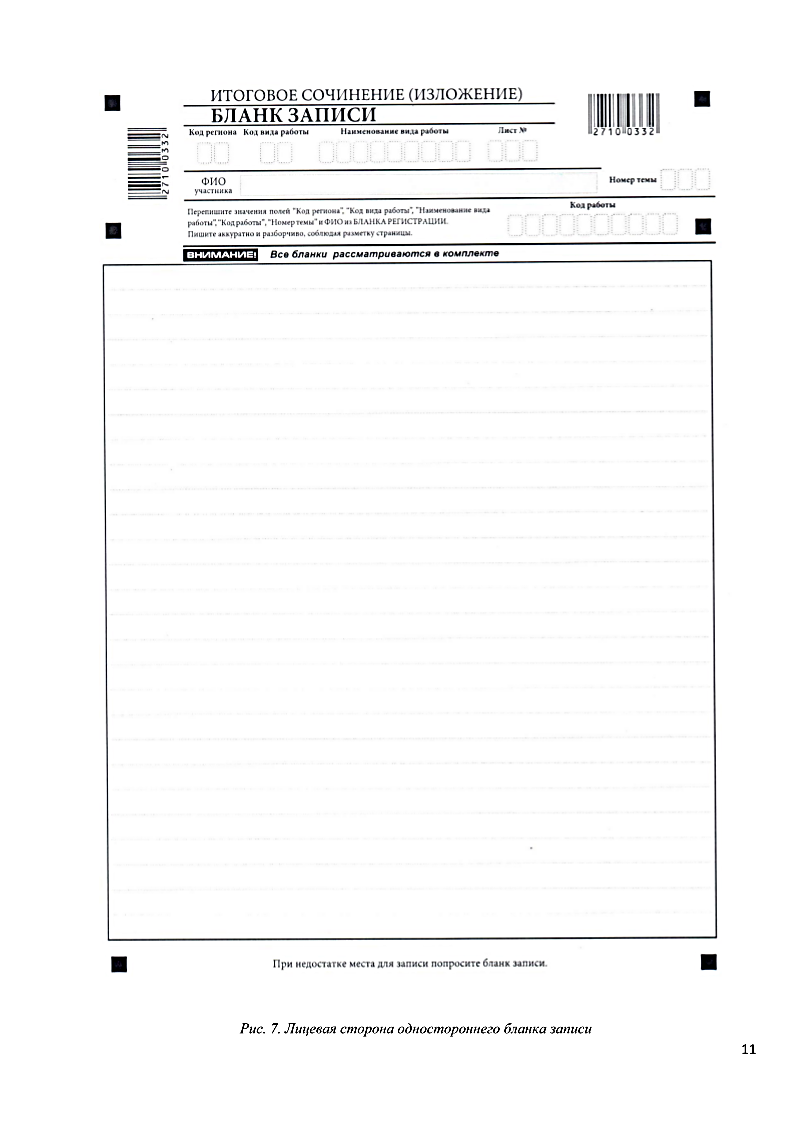 ИТОГОВОЕ СОЧИНЕНИЕ (ИЗЛОЖЕНИЕ)
БЛАНК ЗАПИСИ
2710 0332
2710 0332
Код региона Код вида работы Наименование вида работы Лист №
ФИО участника
Номер темы
Перепишите значения полей "Код региона", "Код вида работы", "Наименование вида
работы", "Код работы", "Номер темы" и ФИО из БЛАНКА РЕГИСТРАЦИИ.
Пишите аккуратно и разборчиво, соблюдая разметку страницы.
Код работы
ВНИМАНИЕ! Все бланки рассматриваются в комплекте
При недостатке места для записи попросите бланк записи.
Рис. 7. Лицевая сторона одностороннего бланка записи
11